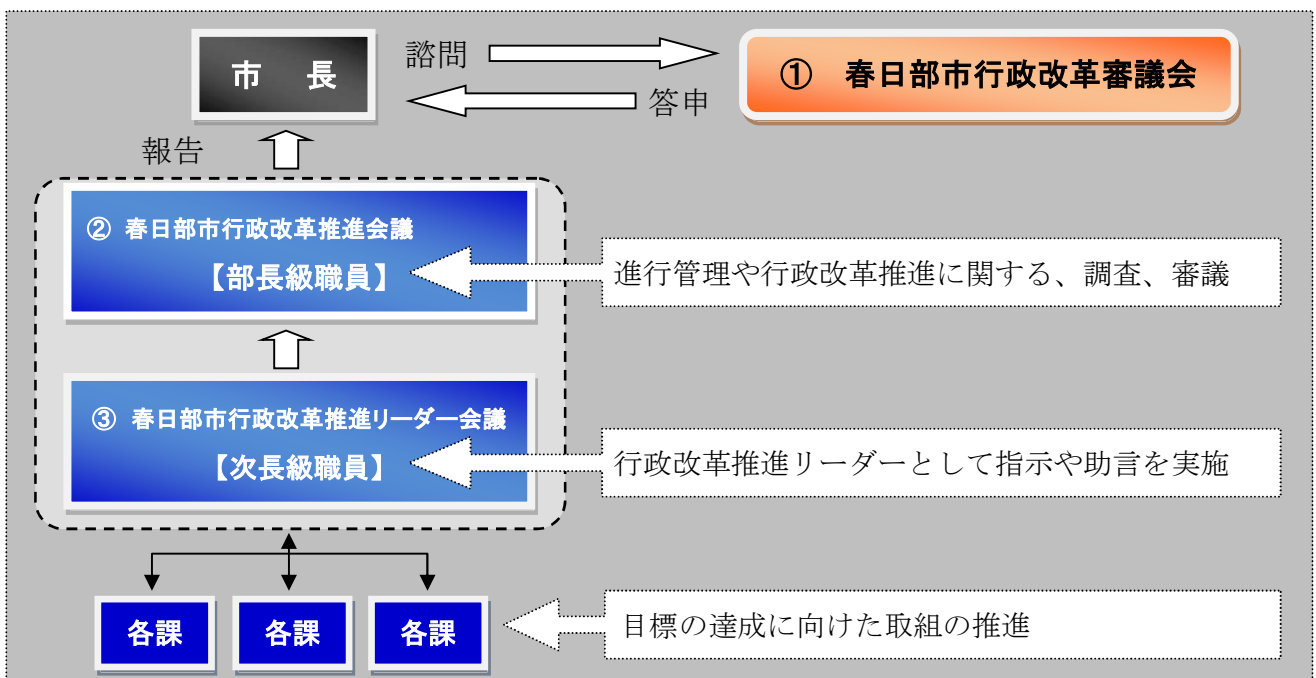 市 長
諮問
① 春日部市行政改革審議会
答申
報告
② 春日部市行政改革推進会議
【部長級職員】
進行管理や行政改革推進に関する、調査、審議
③ 春日部市行政改革推進リーダー会議
【次長級職員】
行政改革推進リーダーとして指示や助言を実施
各課
各課
各課
目標の達成に向けた取組の推進